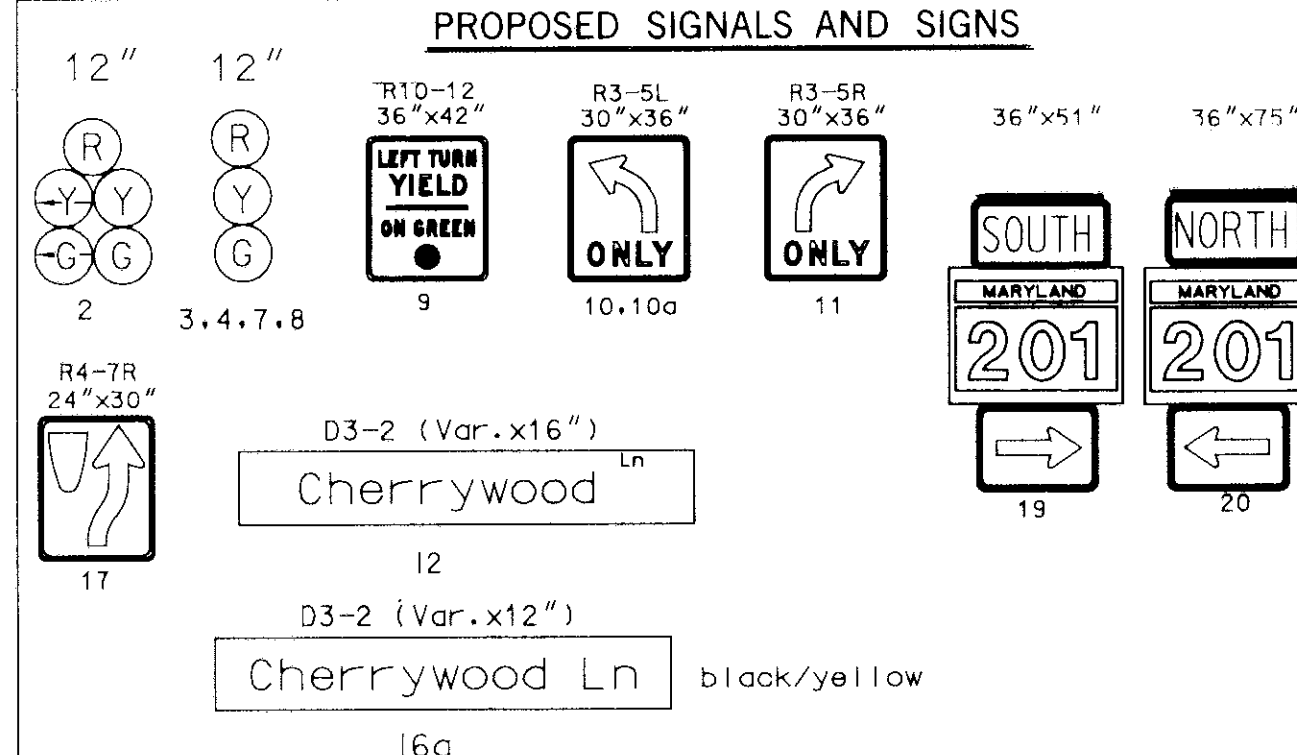 PROPOSED SIGNALS AND SIGNS
12"
R
Y Y
G G
2
12"
R
Y
G
3,4,7,8
R10-12
36"x42"
LEFT TURN
YIELD
ON GREEN
9
R3-5L
30"x36"
ONLY
10,10a
R3-5R
30"x36"
ONLY
11
36"x51"
SOUTH
MARYLAND
201
19
36"x75"
NORTH
MARYLAND
201
20
R4-7R
24"x30"
17
D3-2 (Var.x16")
Cherrywood Ln
12
D3-2 (Var.x12")
Cherrywood Ln black/yellow
16a